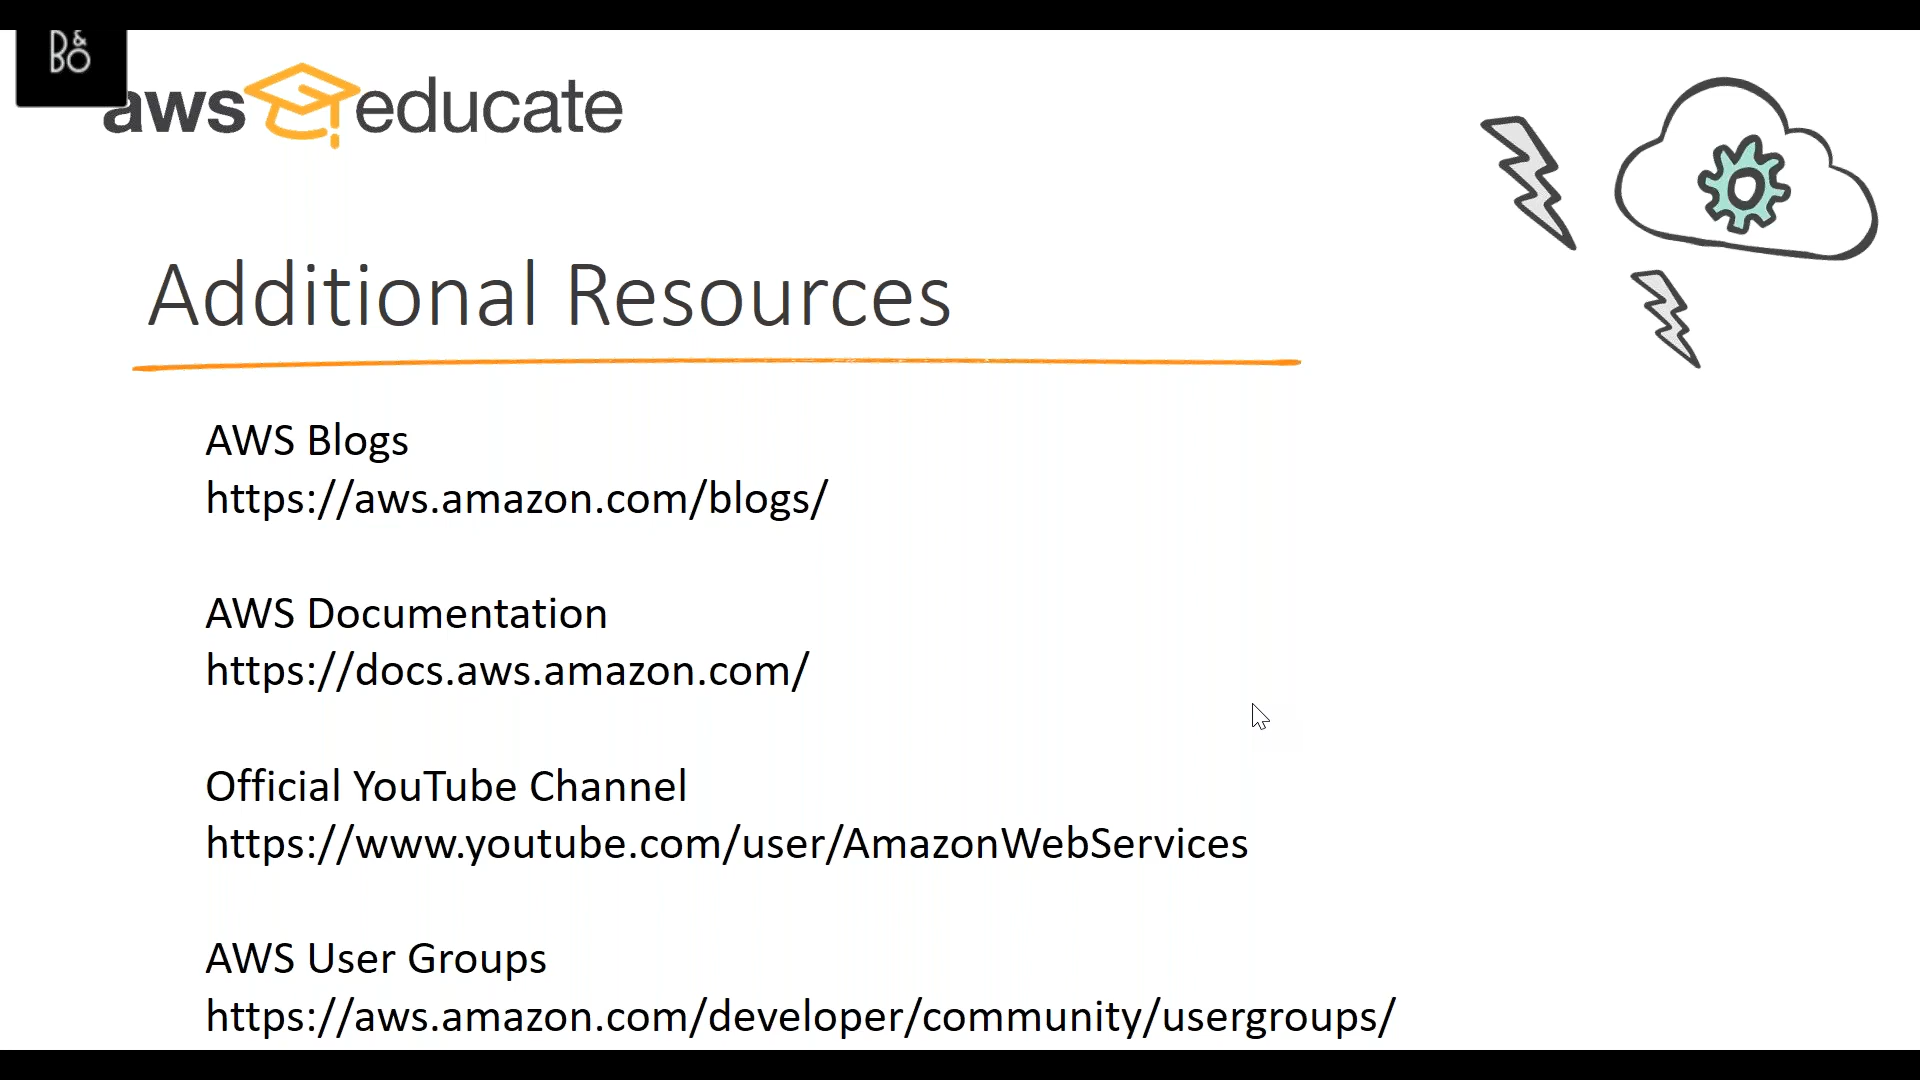 B&O
aws educate
Additional Resources
AWS Blogs
https://aws.amazon.com/blogs/
AWS Documentation
https://docs.aws.amazon.com/
Official YouTube Channel
https://www.youtube.com/user/AmazonWebServices
AWS User Groups
https://aws.amazon.com/developer/community/usergroups/